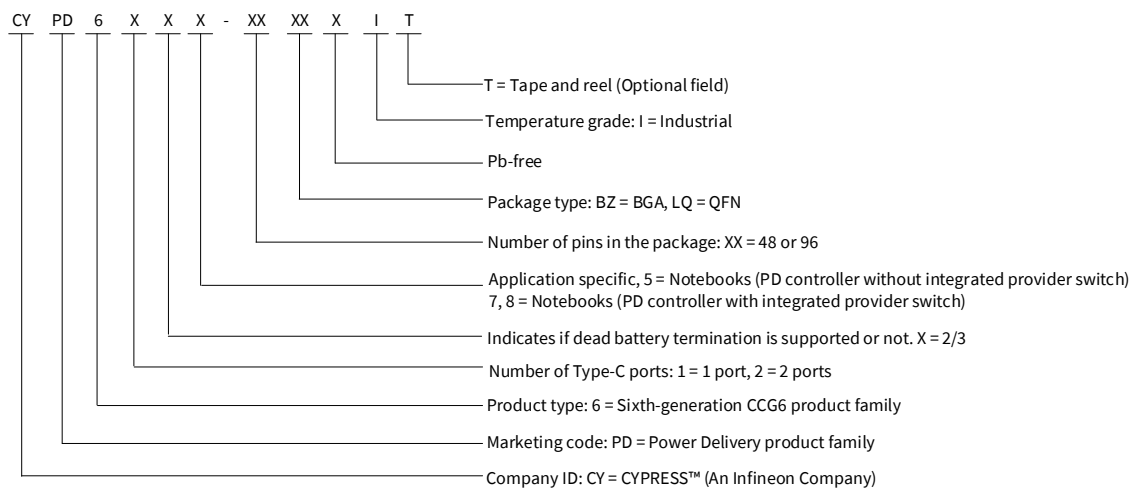 CY PD 6 X X X - XX XX X I T
T = Tape and reel (Optional field)
Temperature grade: I = Industrial
Pb-free
Package type: BZ = BGA, LQ = QFN
Number of pins in the package: XX = 48 or 96
Application specific, 5 = Notebooks (PD controller without integrated provider switch)
7, 8 = Notebooks (PD controller with integrated provider switch)
Indicates if dead battery termination is supported or not. X = 2/3
Number of Type-C ports: 1 = 1 port, 2 = 2 ports
Product type: 6 = Sixth-generation CCG6 product family
Marketing code: PD = Power Delivery product family
Company ID: CY = CYPRESS™ (An Infineon Company)